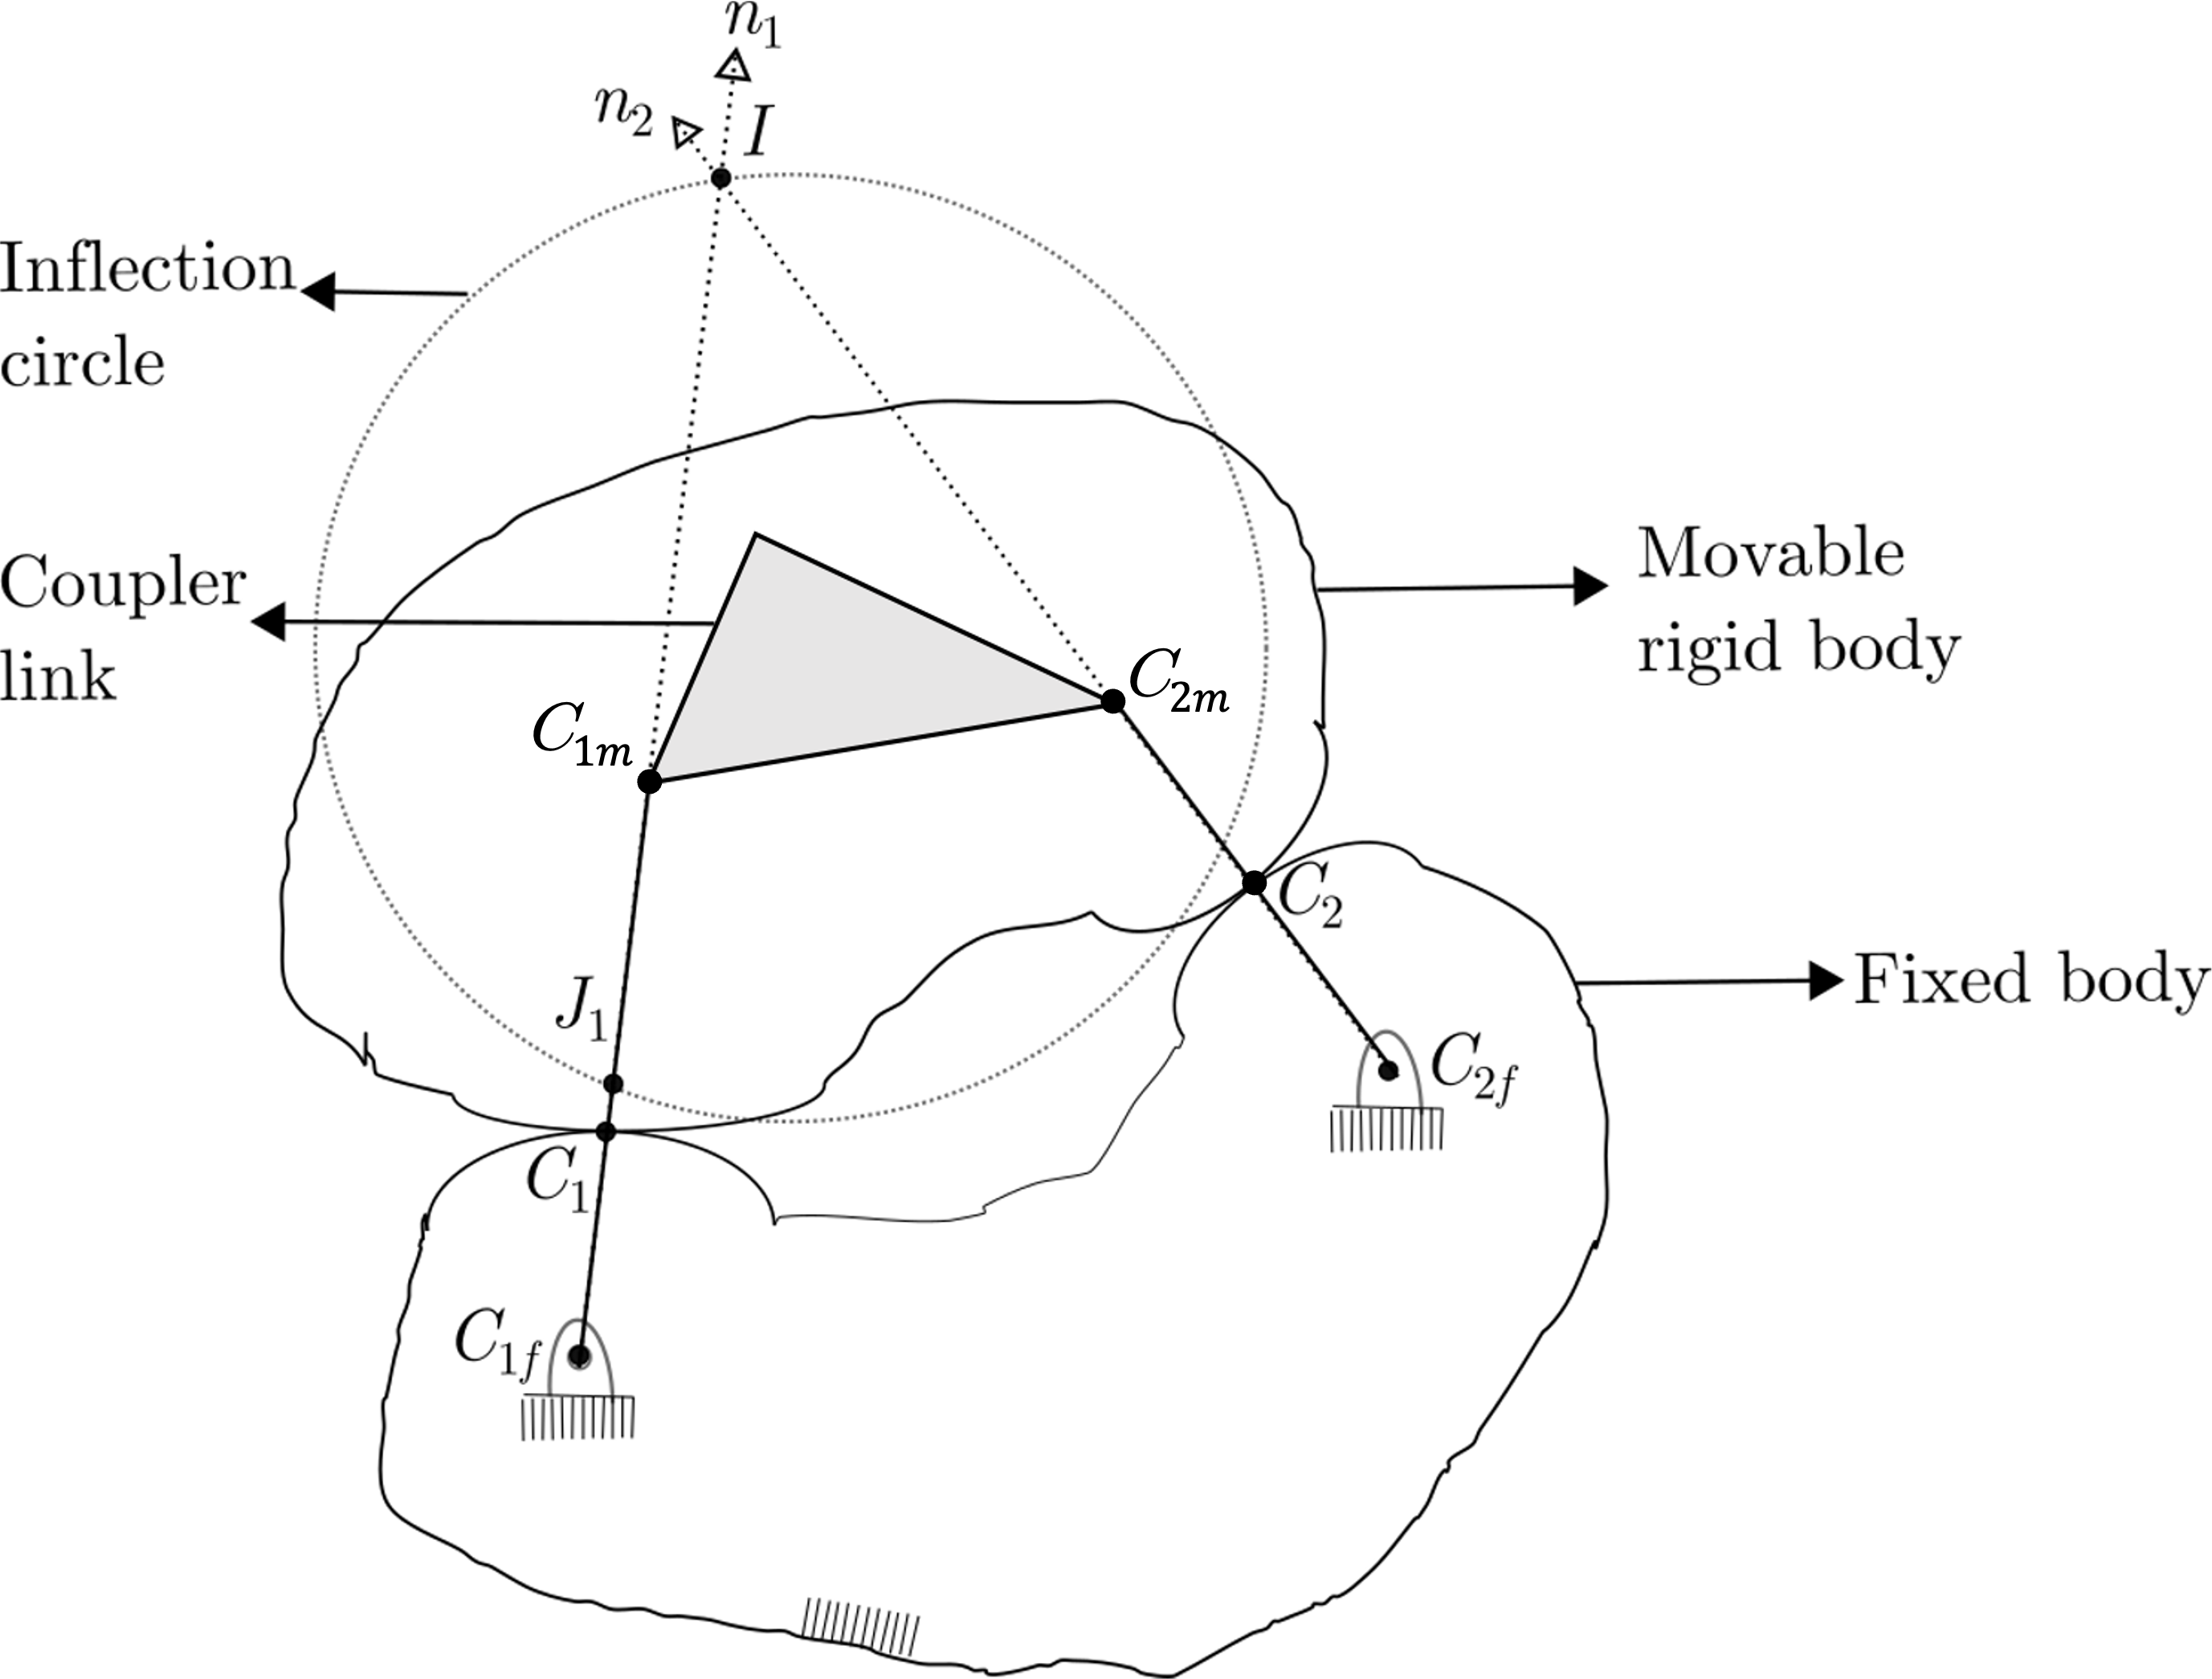 n₁
n₂
I
Inflection
circle
Coupler
link
Movable
rigid body
C₂ₘ
C₁ₘ
C₂
Fixed body
J₁
C₂f
C₁
C₁f